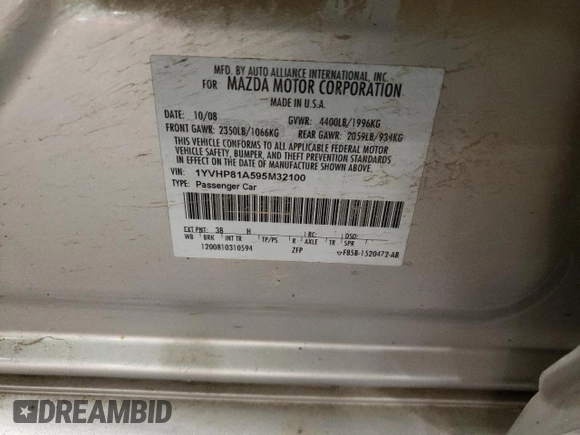 MFD. BY AUTO ALLIANCE INTERNATIONAL, INC.
FOR MAZDA MOTOR CORPORATION
MADE IN U.S.A.
DATE: 10/08 GVWR: 4400LB/1996KG
FRONT GAWR: 2350LB/1066KG REAR GAWR: 2059LB/934KG
THIS VEHICLE CONFORMS TO ALL APPLICABLE FEDERAL MOTOR
VEHICLE SAFETY, BUMPER, AND THEFT PREVENTION STANDARDS
IN EFFECT ON THE DATE OF MANUFACTURE SHOWN ABOVE.
VIN: 1YVHP81A595M32100
TYPE: Passenger Car
EXT PNT: 38 H RC: DSO:
WB BRK INT TR TP/PS R AXLE TR SPR
1200810310594 ZFP F85B-1520472-AB
DREAMBID